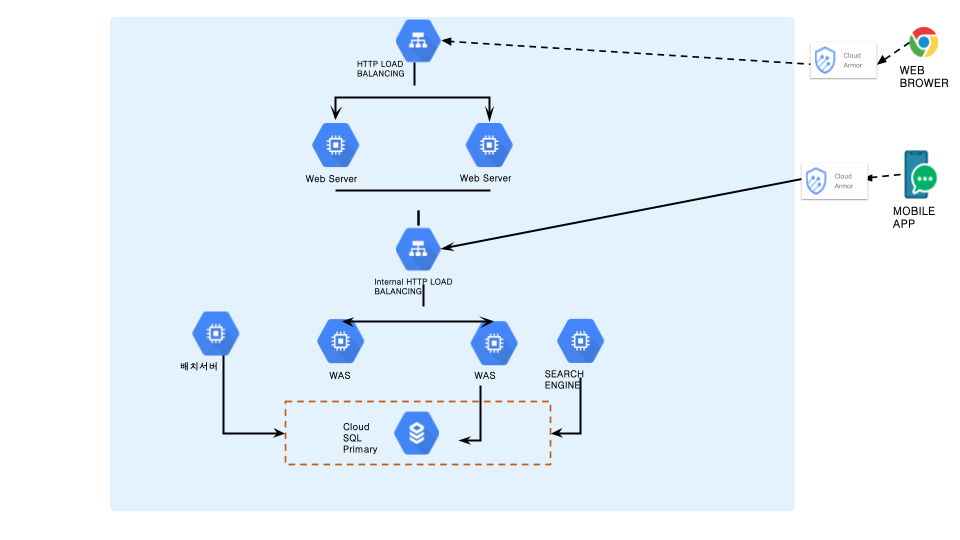 HTTP LOAD
BALANCING
Cloud
Armor
WEB
BROWER
Web Server
Web Server
Cloud
Armor
MOBILE
APP
Internal HTTP LOAD
BALANCING
배치서버
WAS
WAS
SEARCH
ENGINE
Cloud
SQL
Primary